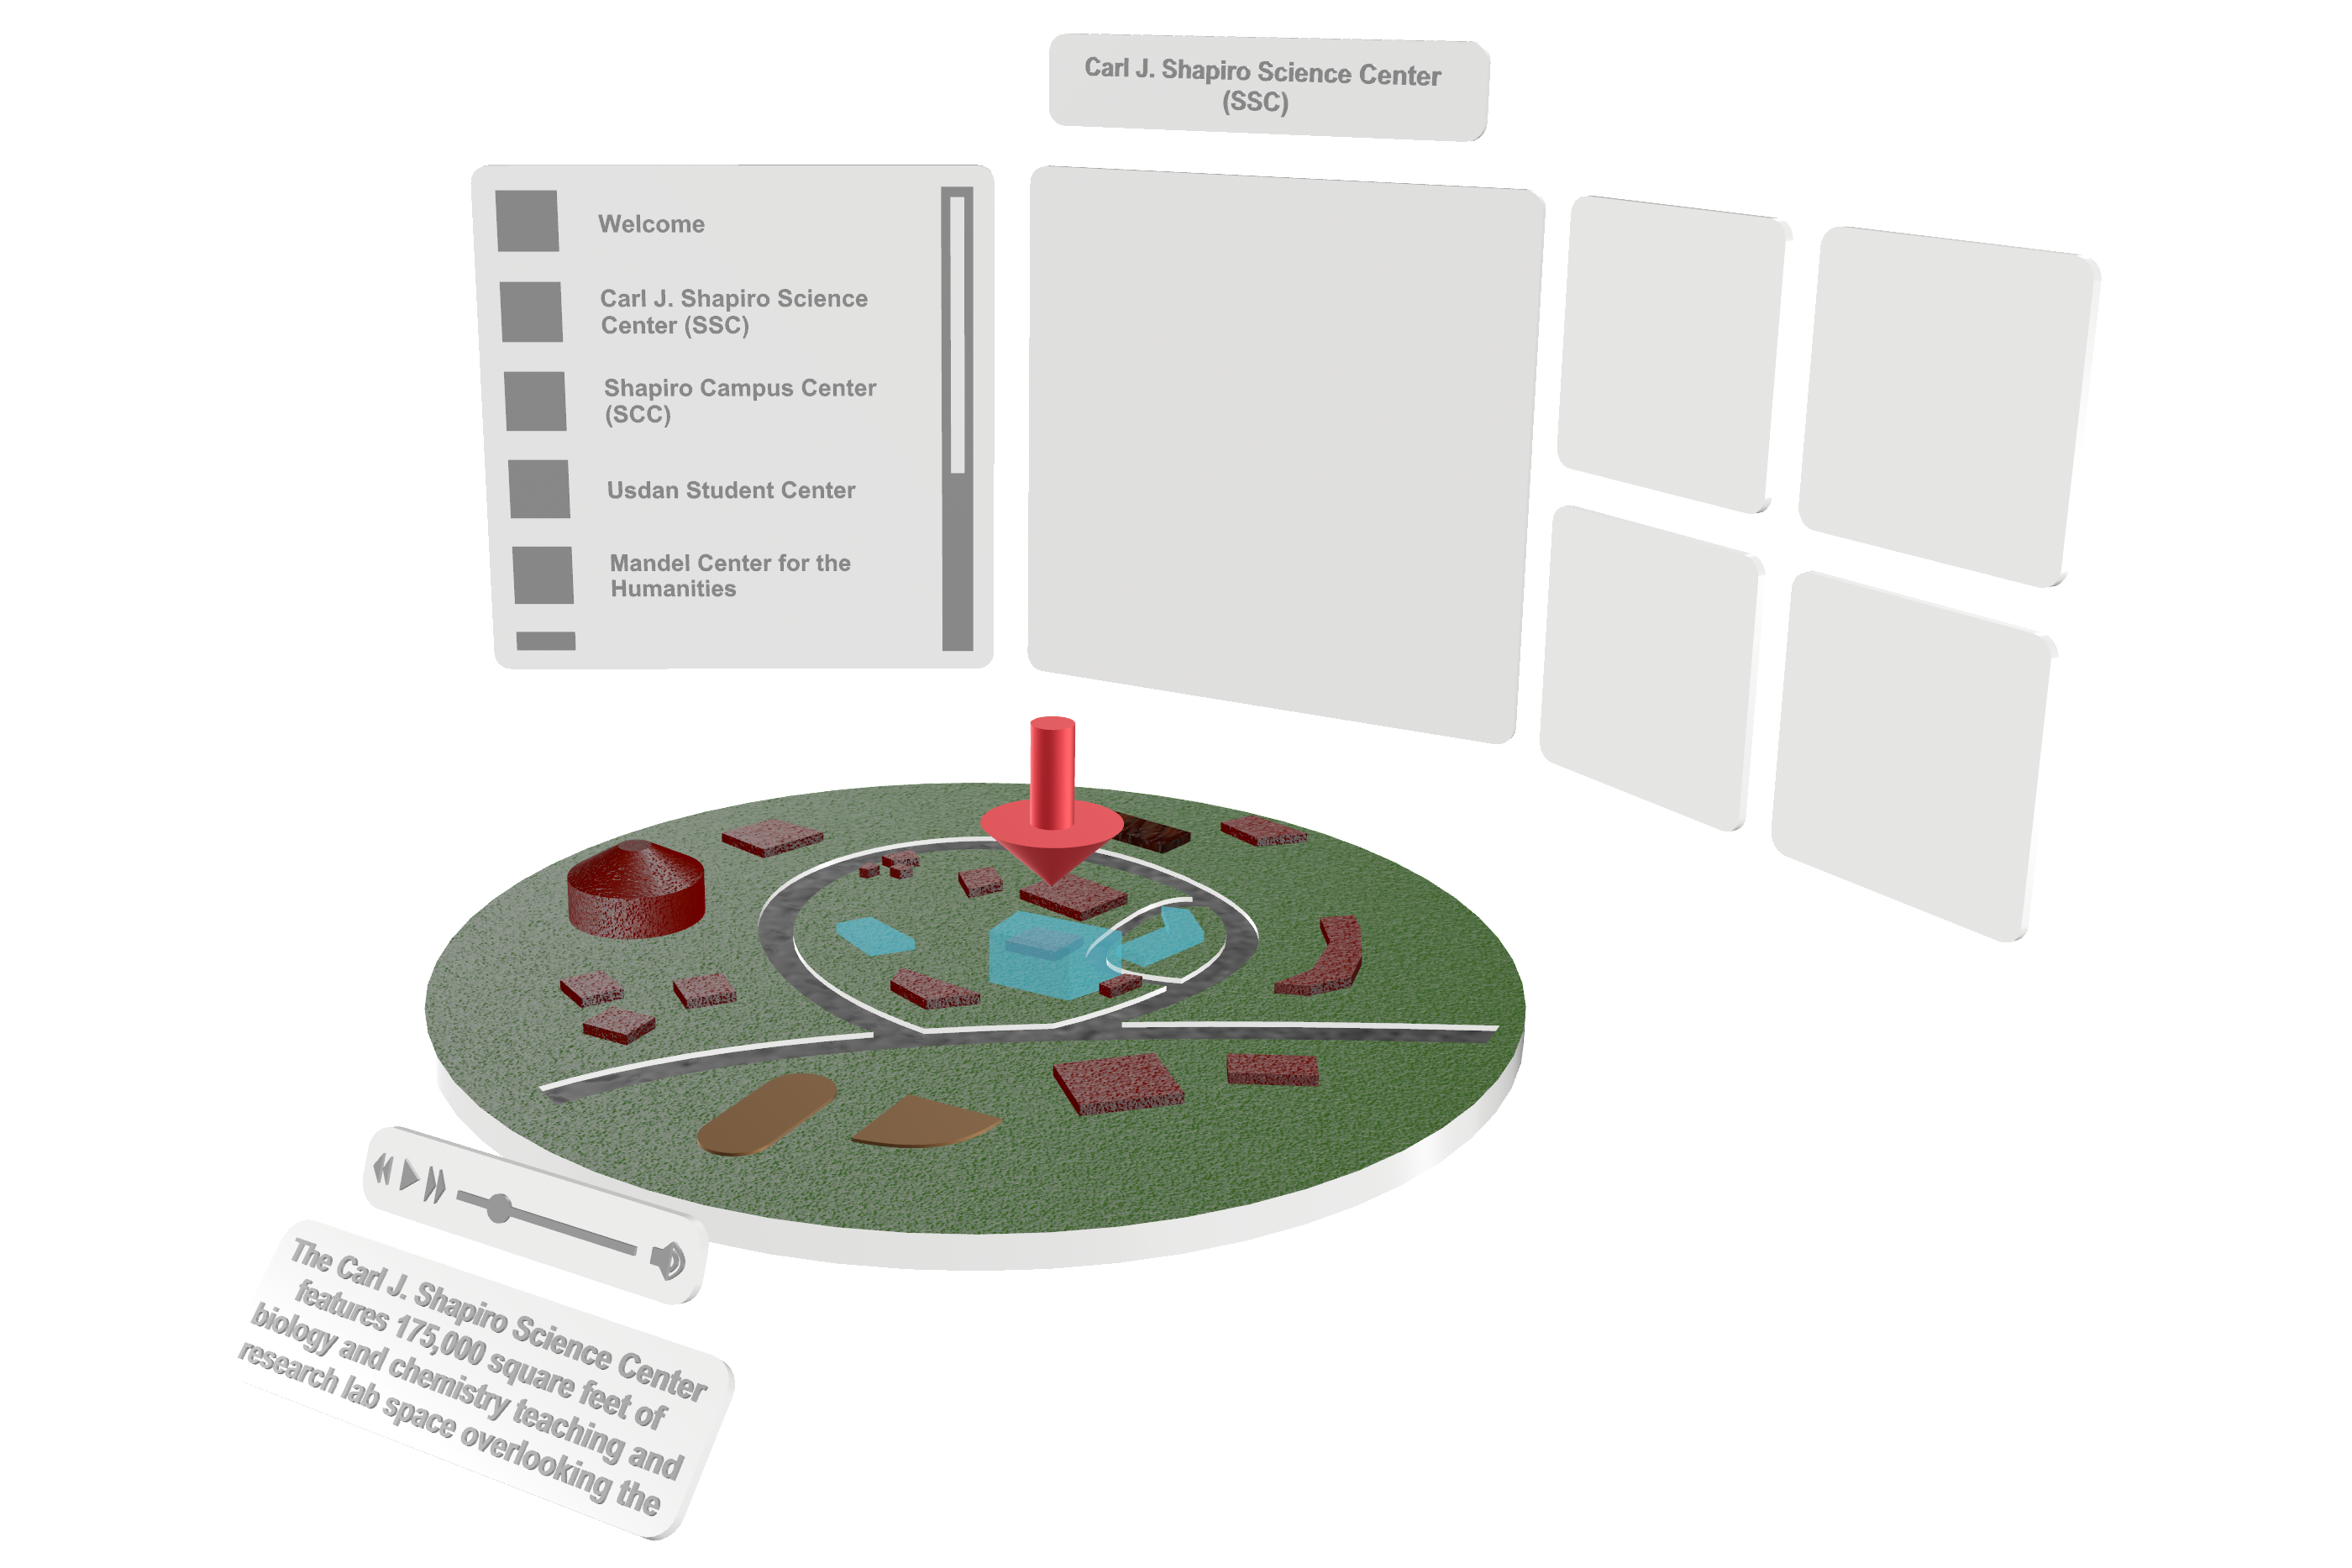 Carl J. Shapiro Science Center
(SSC)
Welcome
Carl J. Shapiro Science
Center (SSC)
Shapiro Campus Center
(SCC)
Usdan Student Center
Mandel Center for the
Humanities
The Carl J. Shapiro Science Center
features 175,000 square feet of
biology and chemistry teaching and
research lab space overlooking the